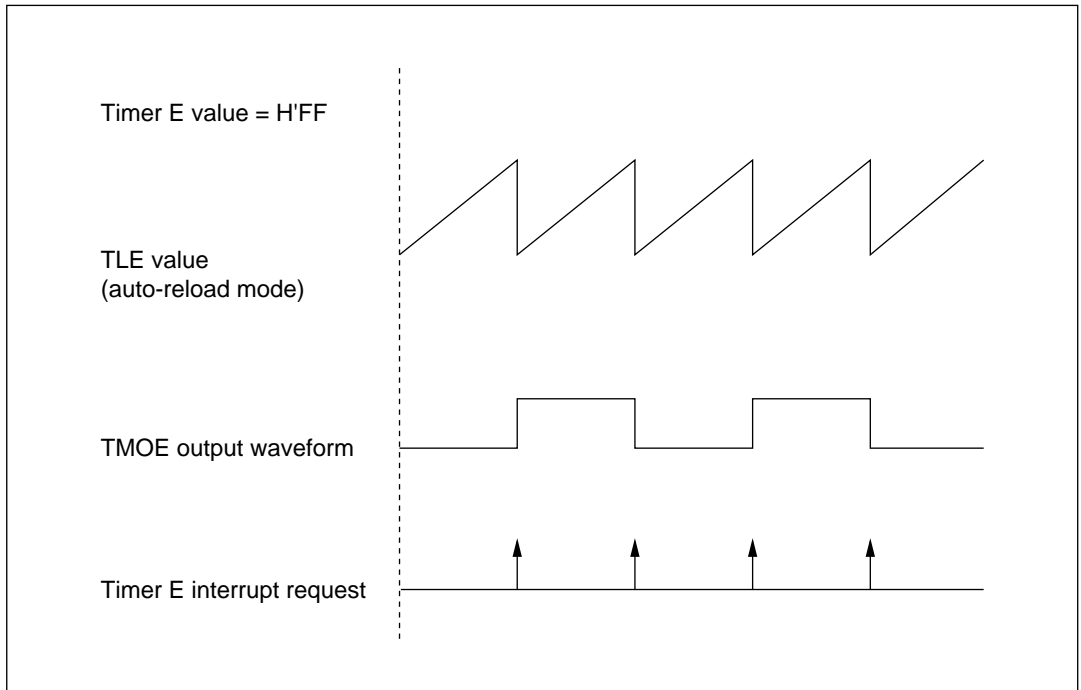 Timer E value = H'FF
TLE value
(auto-reload mode)
TMOE output waveform
Timer E interrupt request